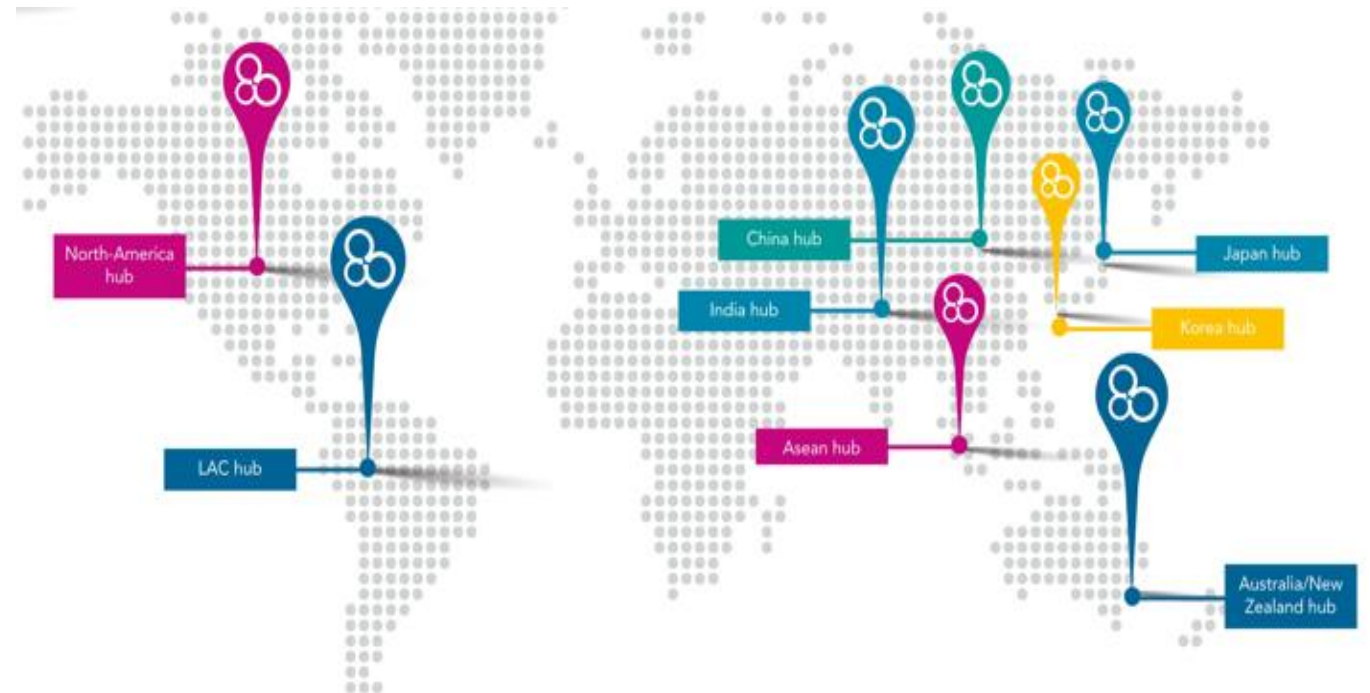 North-America
hub
LAC hub
China hub
India hub
Japan hub
Korea hub
Asean hub
Australia/New
Zealand hub